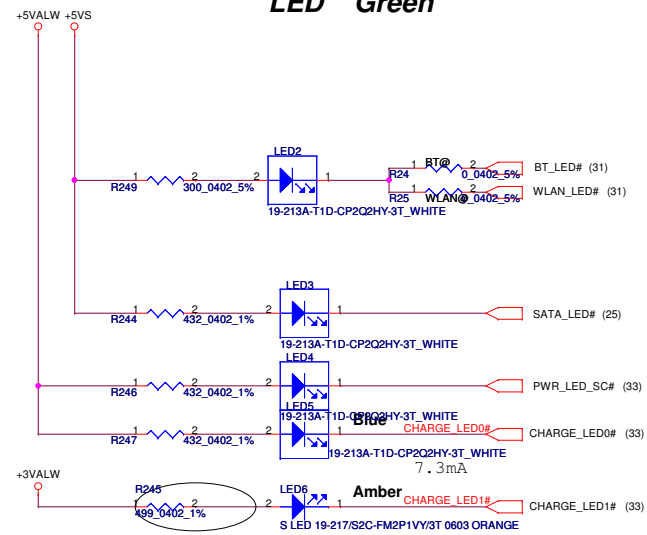 LED Green
+5VALW +5VS
LED2
1 2 2 1
R249 300_0402_5%
19-213A-T1D-CP2Q2HY-3T_WHITE
1 BT@ 2
R24 0_0402_5%
BT_LED# (31)
1 2
R25 WLAN@ 0_0402_5%
WLAN_LED# (31)
LED3
1 2 2 1
R244 432_0402_1%
SATA_LED# (25)
19-213A-T1D-CP2Q2HY-3T_WHITE
LED4
1 2 2 1
R246 432_0402_1%
PWR_LED_SC# (33)
LED5
19-213A-T1D-CP2Q2HY-3T_WHITE
Blue
CHARGE_LED0#
1 2 2 1
R247 432_0402_1%
CHARGE_LED0# (33)
19-213A-T1D-CP2Q2HY-3T_WHITE
7.3mA
+3VALW
R245
LED6
Amber
CHARGE_LED1#
1 2 2 1
499_0402_1%
CHARGE_LED1# (33)
S LED 19-217/S2C-FM2P1VY/3T 0603 ORANGE